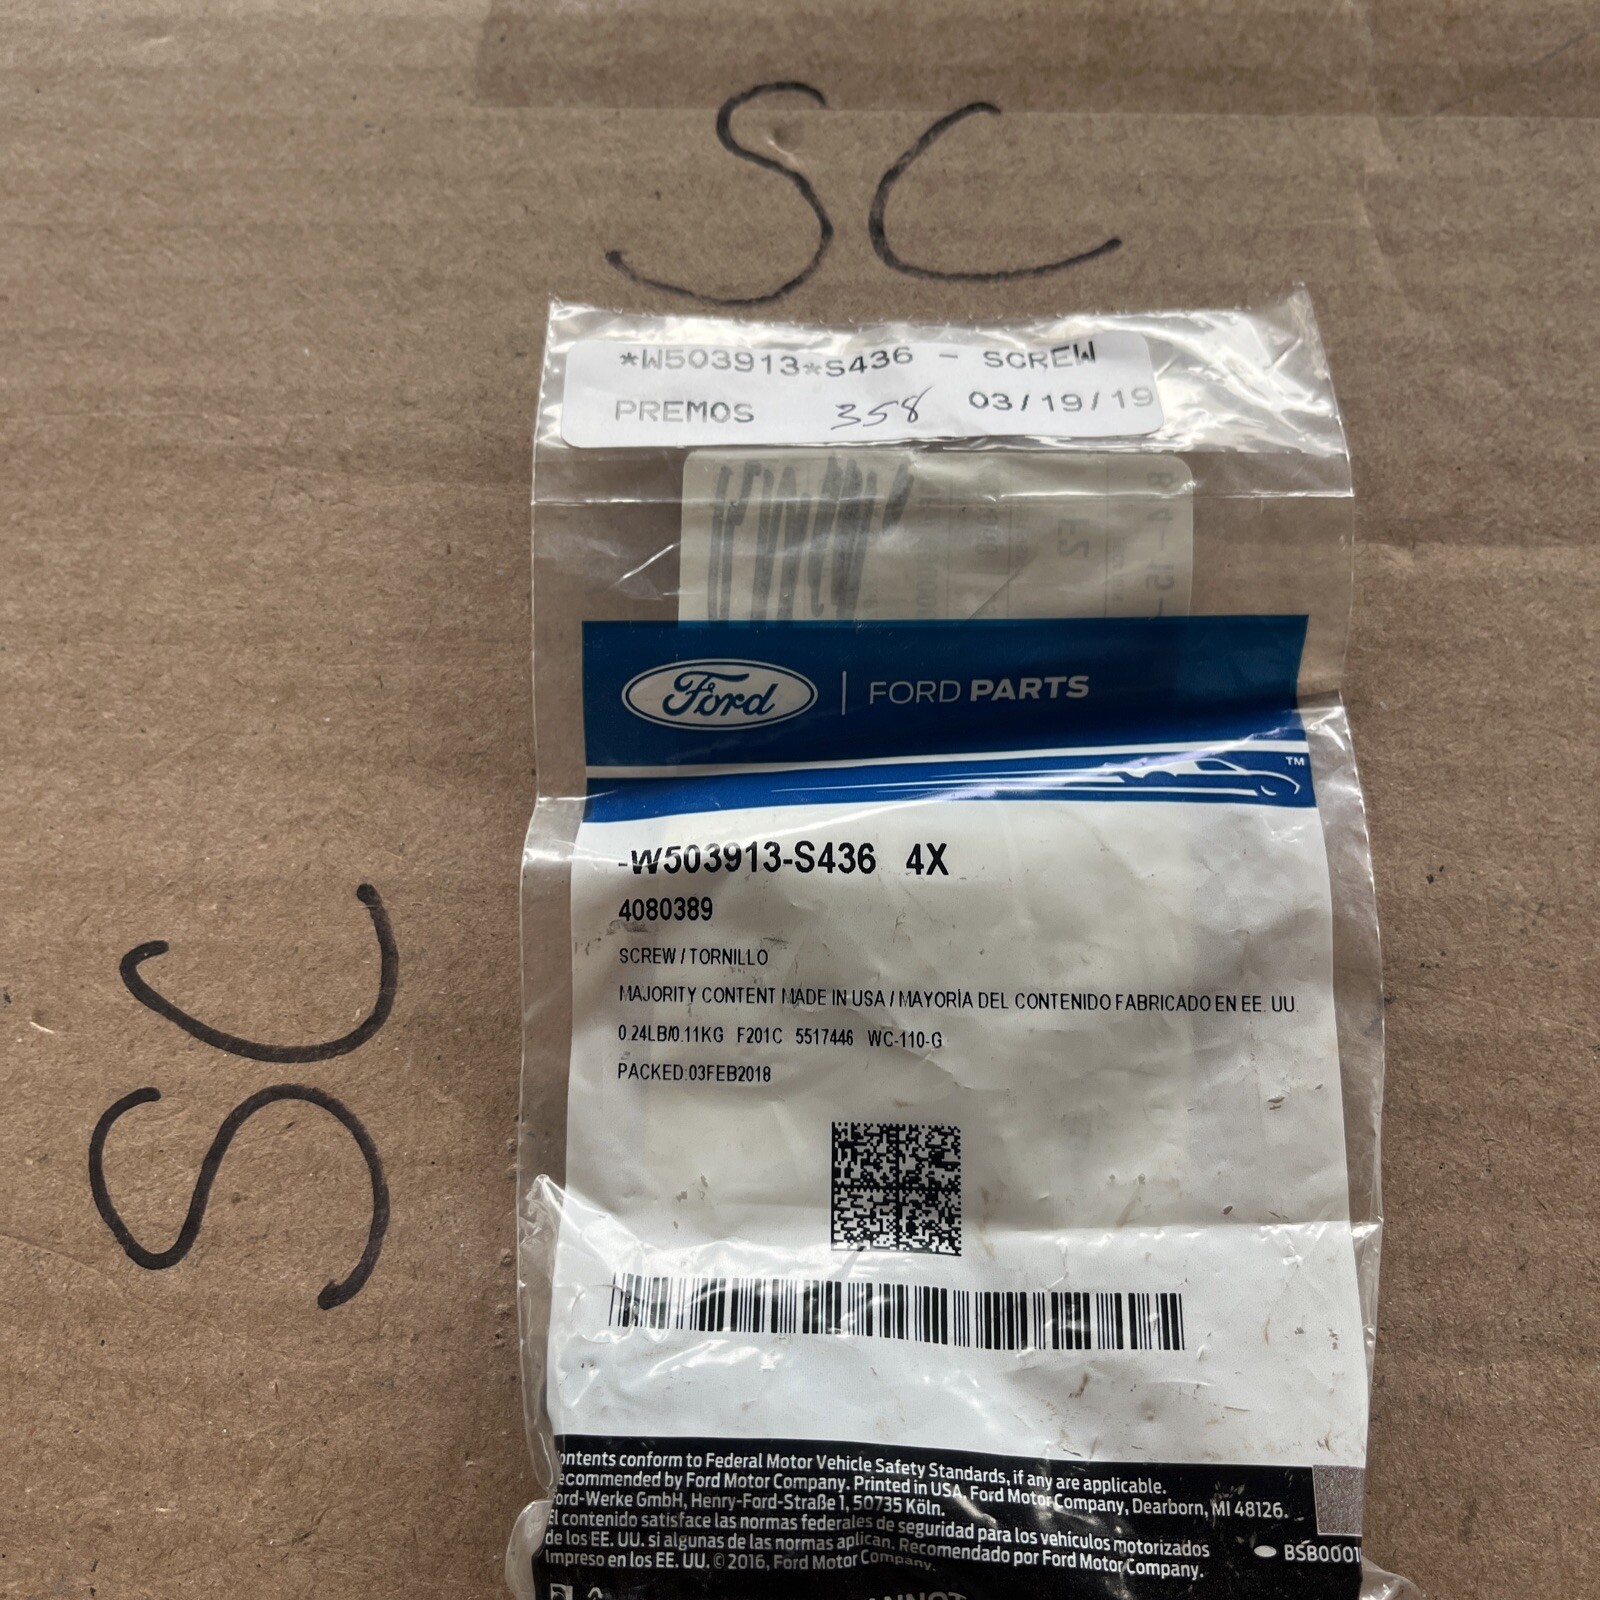 SC
*W503913*S436 - SCREW
PREMOS 358 03/19/19
Ford | FORD PARTS
TM
-W503913-S436 4X
4080389
SCREW / TORNILLO
MAJORITY CONTENT MADE IN USA / MAYORÍA DEL CONTENIDO FABRICADO EN EE. UU.
0.24LB/0.11KG F201C 5517446 WC-110-G
PACKED:03FEB2018
SC
ontents conform to Federal Motor Vehicle Safety Standards, if any are applicable.
ecommended by Ford Motor Company. Printed in USA, Ford Motor Company, Dearborn, MI 48126.
ord-Werke GmbH, Henry-Ford-Straße 1, 50735 Köln.
El contenido satisface las normas federales de seguridad para los vehículos motorizados
de los EE. UU. si algunas de las normas aplican. Recomendado por Ford Motor Company.
Impreso en los EE. UU. © 2016, Ford Motor Company.
BSB0001